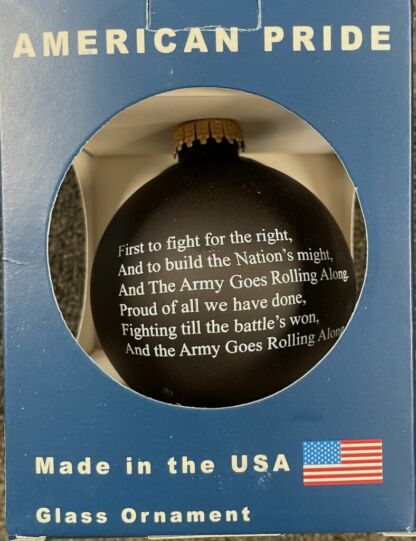 AMERICAN PRIDE
First to fight for the right,
And to build the Nation's might,
And The Army Goes Rolling Along.
Proud of all we have done,
Fighting till the battle's won,
And the Army Goes Rolling Along
Made in the USA
Glass Ornament